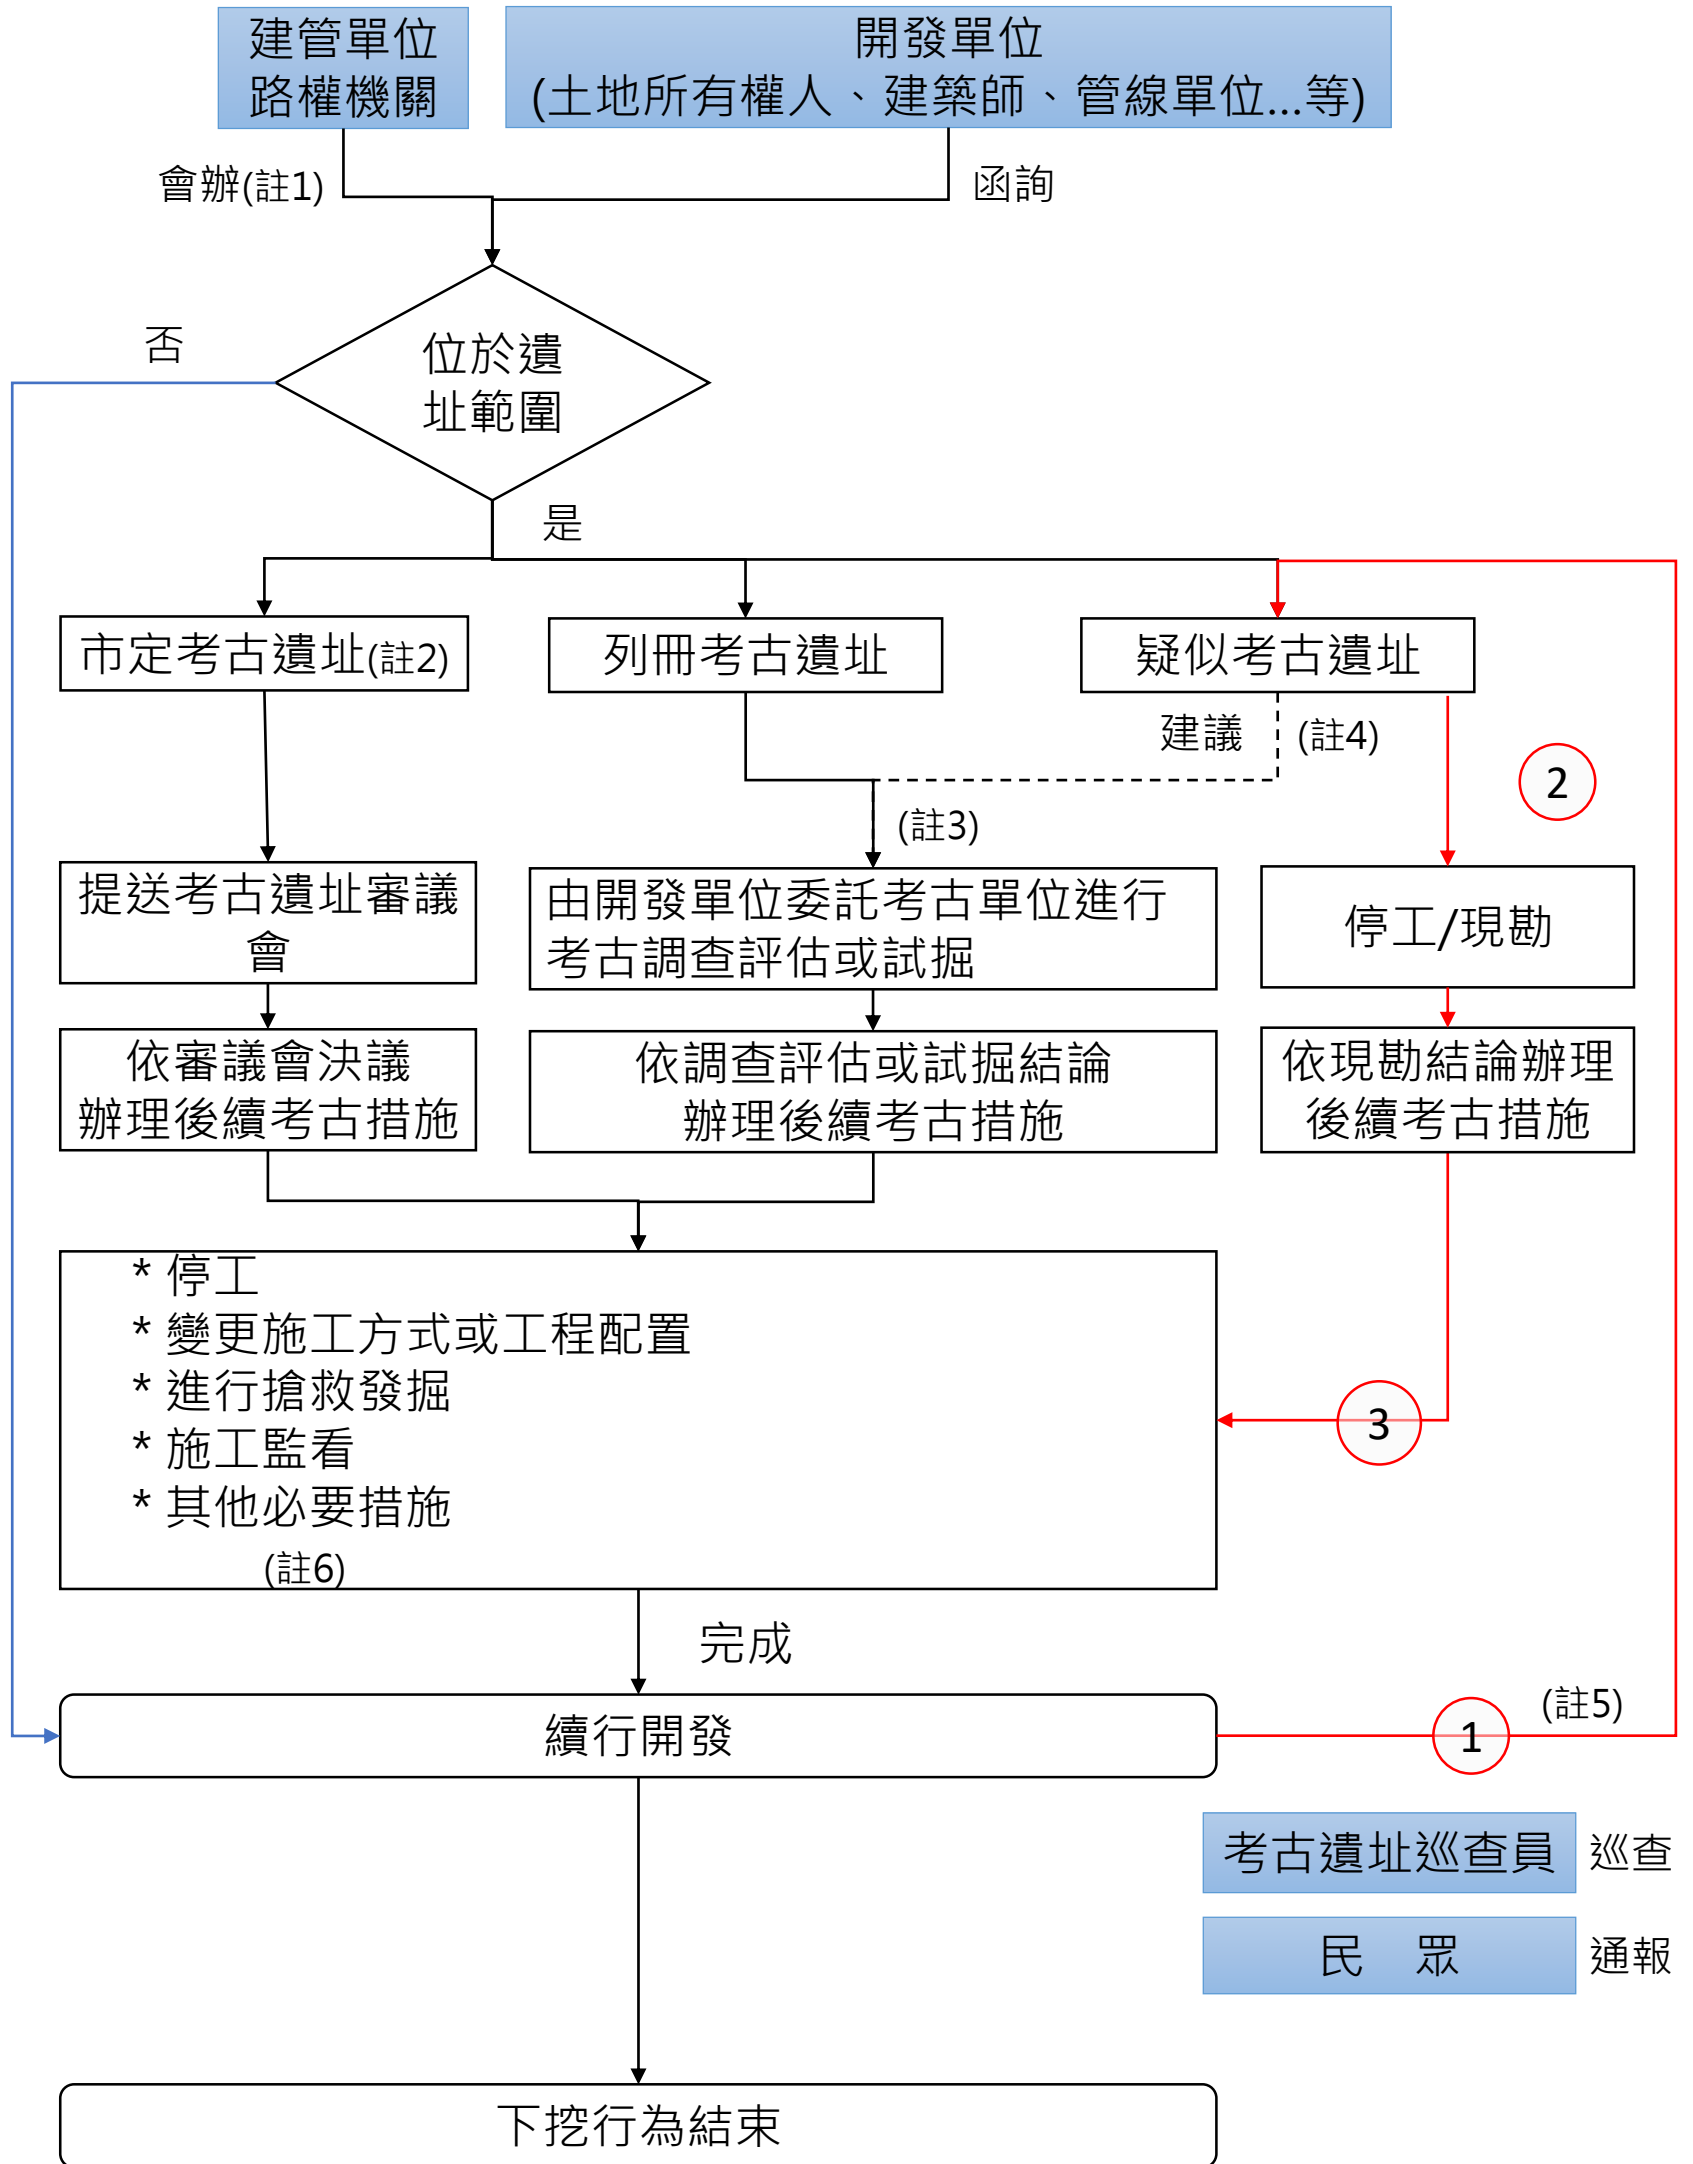 建管單位
路權機關
開發單位
(土地所有權人、建築師、管線單位...等)
會辦(註1)
函詢
位於遺
址範圍
否
是
市定考古遺址(註2)
列冊考古遺址
疑似考古遺址
建議
(註4)
2
(註3)
提送考古遺址審議
會
由開發單位委託考古單位進行
考古調查評估或試掘
停工/現勘
依審議會決議
辦理後續考古措施
依調查評估或試掘結論
辦理後續考古措施
依現勘結論辦理
後續考古措施
* 停工
* 變更施工方式或工程配置
* 進行搶救發掘
* 施工監看
* 其他必要措施
(註6)
3
完成
續行開發
1
(註5)
考古遺址巡查員
巡查
民 眾
通報
下挖行為結束